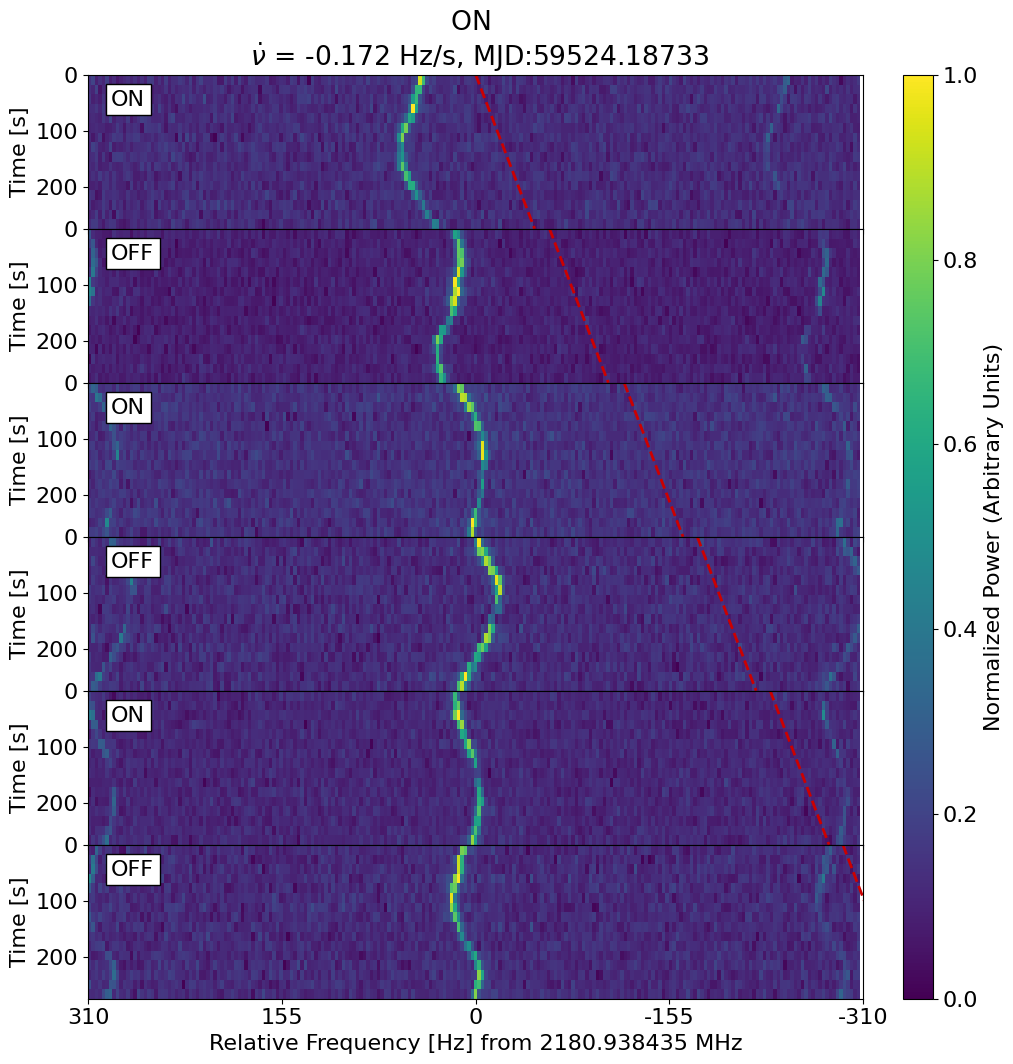 ON
ν̇ = -0.172 Hz/s, MJD:59524.18733
0
ON
100
200
Time [s]
0
OFF
100
200
Time [s]
0
ON
100
200
Time [s]
0
OFF
100
200
Time [s]
0
ON
100
200
Time [s]
0
OFF
100
200
Time [s]
310 155 0 -155 -310
Relative Frequency [Hz] from 2180.938435 MHz
1.0
0.8
0.6
0.4
0.2
0.0
Normalized Power (Arbitrary Units)